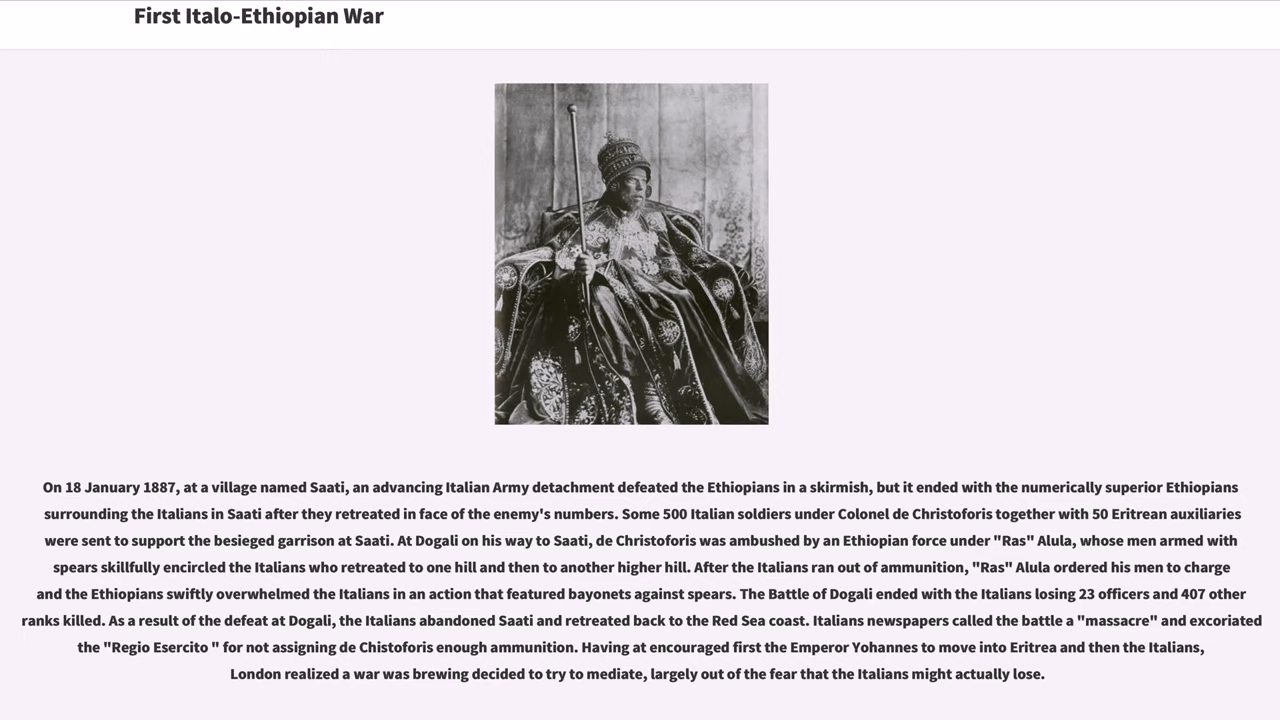 First Italo-Ethiopian War
On 18 January 1887, at a village named Saati, an advancing Italian Army detachment defeated the Ethiopians in a skirmish, but it ended with the numerically superior Ethiopians
surrounding the Italians in Saati after they retreated in face of the enemy's numbers. Some 500 Italian soldiers under Colonel de Christoforis together with 50 Eritrean auxiliaries
were sent to support the besieged garrison at Saati. At Dogali on his way to Saati, de Christoforis was ambushed by an Ethiopian force under "Ras" Alula, whose men armed with
spears skillfully encircled the Italians who retreated to one hill and then to another higher hill. After the Italians ran out of ammunition, "Ras" Alula ordered his men to charge
and the Ethiopians swiftly overwhelmed the Italians in an action that featured bayonets against spears. The Battle of Dogali ended with the Italians losing 23 officers and 407 other
ranks killed. As a result of the defeat at Dogali, the Italians abandoned Saati and retreated back to the Red Sea coast. Italians newspapers called the battle a "massacre" and excoriated
the "Regio Esercito " for not assigning de Chistoforis enough ammunition. Having at encouraged first the Emperor Yohannes to move into Eritrea and then the Italians,
London realized a war was brewing decided to try to mediate, largely out of the fear that the Italians might actually lose.